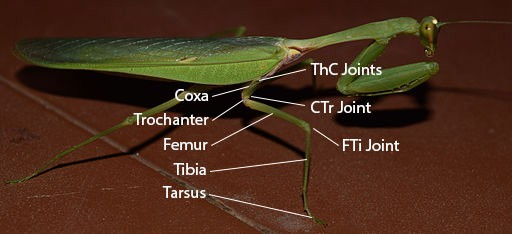 ThC Joints
Coxa
CTr Joint
Trochanter
Femur
FTi Joint
Tibia
Tarsus